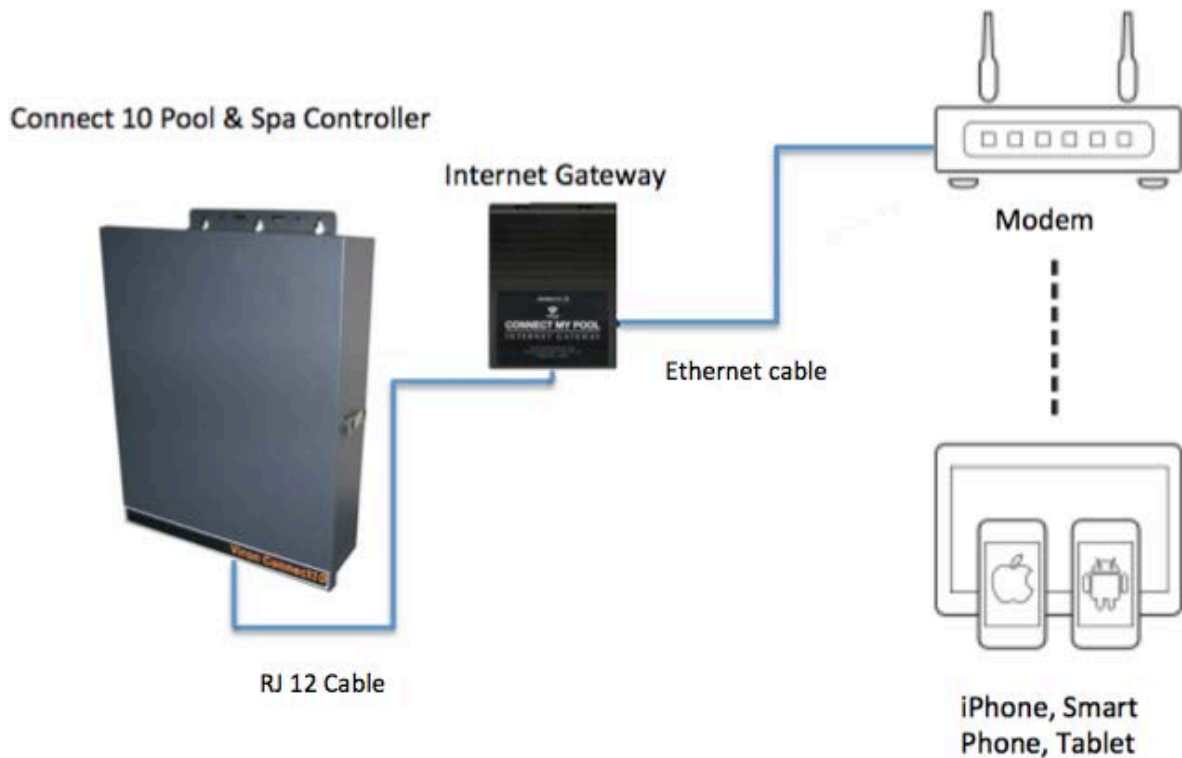 Connect 10 Pool & Spa Controller
Internet Gateway
CONNECT MY POOL
INTERNET GATEWAY
Modem
Ethernet cable
Viron Connect10
RJ 12 Cable
iPhone, Smart
Phone, Tablet